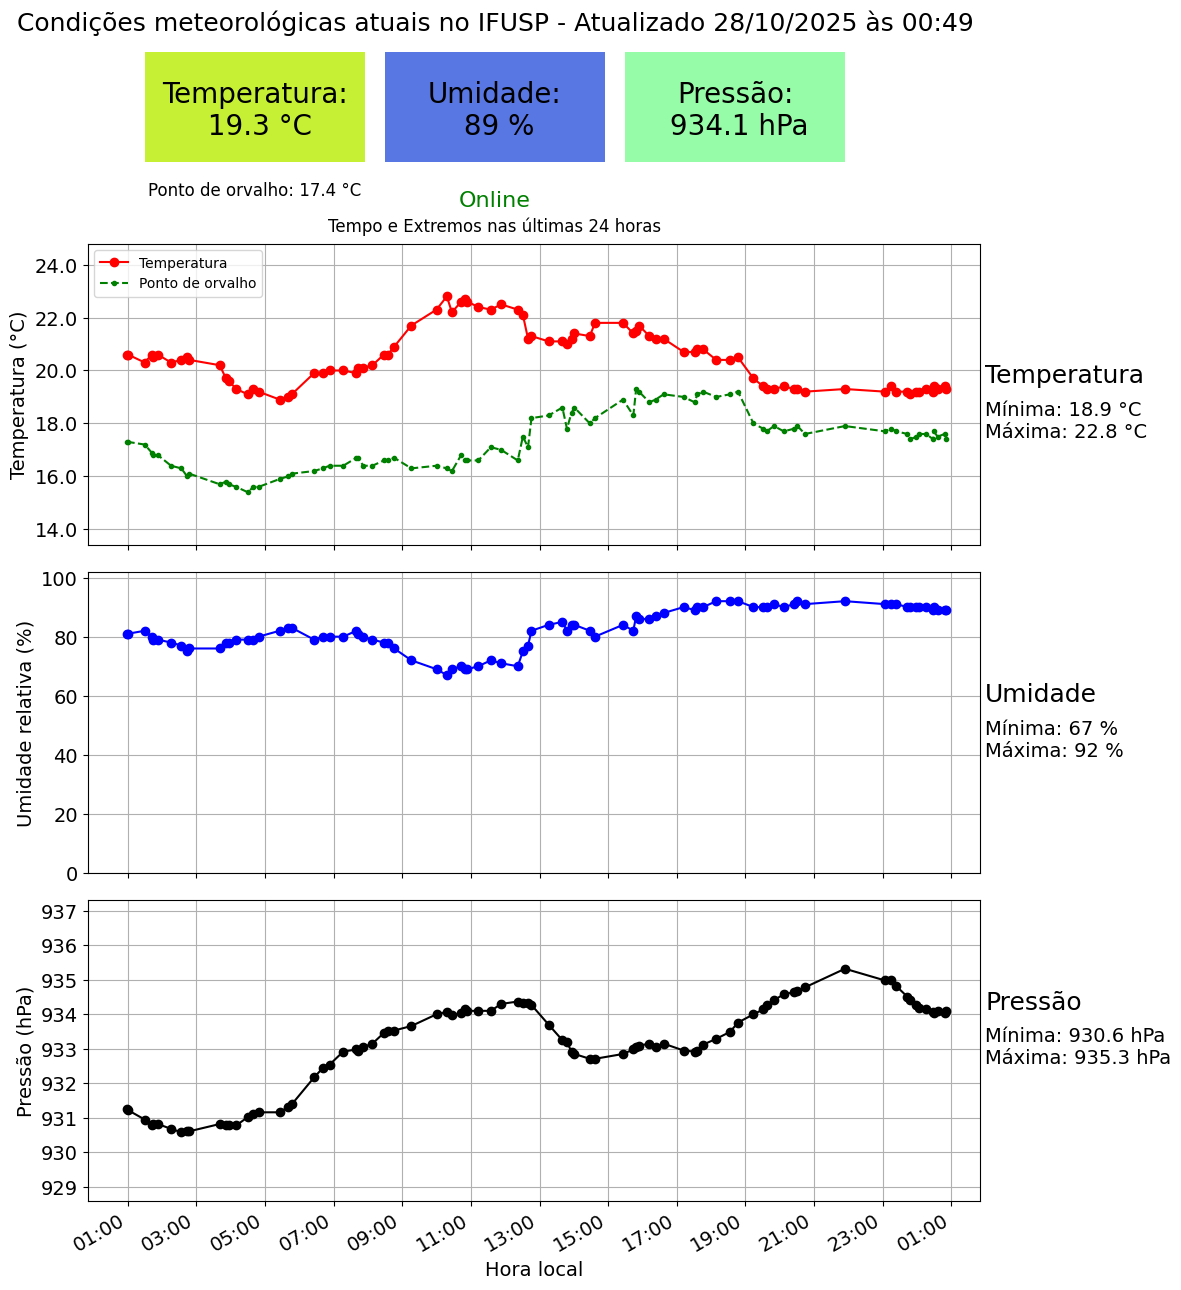 Condições meteorológicas atuais no IFUSP - Atualizado 28/10/2025 às 00:49
Temperatura:
19.3 °C
Umidade:
89 %
Pressão:
934.1 hPa
Ponto de orvalho: 17.4 °C
Online
Tempo e Extremos nas últimas 24 horas
Temperatura
Ponto de orvalho
Temperatura (°C)
24.0
22.0
20.0
18.0
16.0
14.0
Temperatura
Mínima: 18.9 °C
Máxima: 22.8 °C
Umidade relativa (%)
100
80
60
40
20
0
Umidade
Mínima: 67 %
Máxima: 92 %
Pressão (hPa)
937
936
935
934
933
932
931
930
929
Pressão
Mínima: 930.6 hPa
Máxima: 935.3 hPa
01:00
03:00
05:00
07:00
09:00
11:00
13:00
15:00
17:00
19:00
21:00
23:00
01:00
Hora local